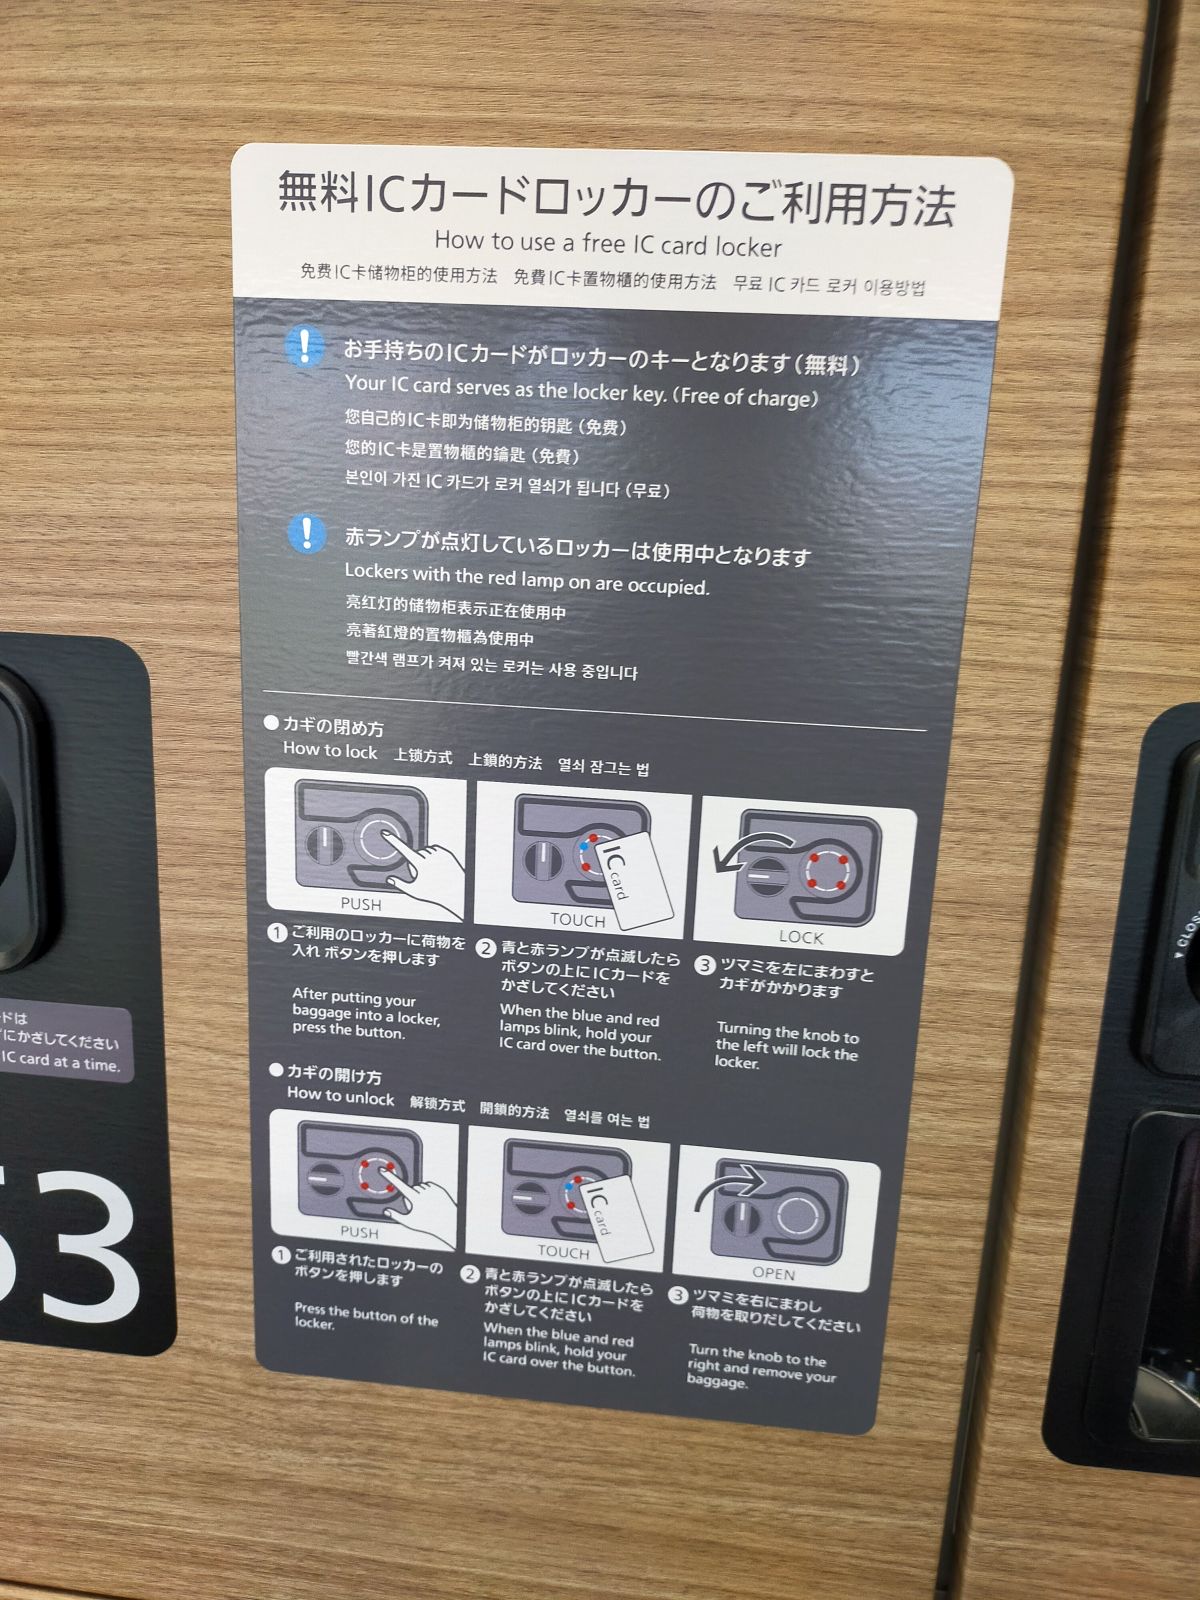 無料ICカードロッカーのご利用方法
How to use a free IC card locker
免费IC卡储物柜的使用方法 免費IC卡置物櫃的使用方法 무료 IC 카드 로커 이용방법
! お手持ちのICカードがロッカーのキーとなります(無料)
Your IC card serves as the locker key. (Free of charge)
您自己的IC卡即为储物柜的钥匙(免费)
您的IC卡是置物櫃的鑰匙(免費)
본인이 가진 IC 카드가 로커 열쇠가 됩니다 (무료)
! 赤ランプが点灯しているロッカーは使用中となります
Lockers with the red lamp on are occupied.
亮红灯的储物柜表示正在使用中
亮著紅燈的置物櫃為使用中
빨간색 램프가 켜져 있는 로커는 사용 중입니다
●カギの閉め方
How to lock 上锁方式 上鎖的方法 열쇠 잠그는 법
PUSH
① ご利用のロッカーに荷物を
入れ ボタンを押します
After putting your
baggage into a locker,
press the button.
IC card
TOUCH
② 青と赤ランプが点滅したら
ボタンの上にICカードを
かざしてください
When the blue and red
lamps blink, hold your
IC card over the button.
LOCK
③ ツマミを左にまわすと
カギがかかります
Turning the knob to
the left will lock the
locker.
●カギの開け方
How to unlock 解锁方式 開鎖的方法 열쇠를 여는 법
PUSH
① ご利用されたロッカーの
ボタンを押します
Press the button of the
locker.
IC card
TOUCH
② 青と赤ランプが点滅したら
ボタンの上にICカードを
かざしてください
When the blue and red
lamps blink, hold your
IC card over the button.
OPEN
③ ツマミを右にまわし
荷物を取りだしてください
Turn the knob to the
right and remove your
baggage.
ドは
にかざしてください
IC card at a time.
53
▼CLOS